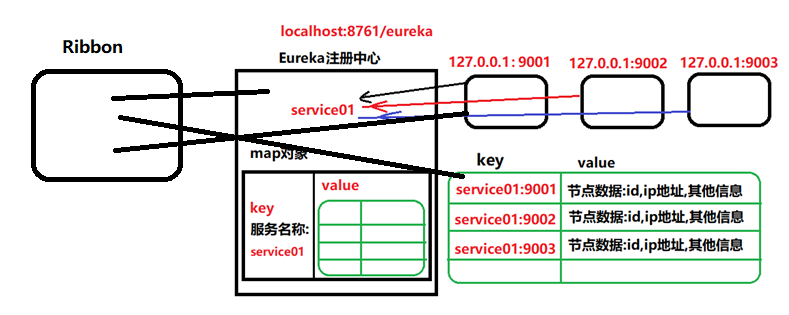 localhost:8761/eureka
Ribbon
Eureka注册中心
127.0.0.1: 9001
127.0.0.1:9002
127.0.0.1:9003
service01
map对象
key
value
key
value
服务名称:
service01
service01:9001
节点数据:id,ip地址,其他信息
service01:9002
节点数据:id,ip地址,其他信息
service01:9003
节点数据:id,ip地址,其他信息